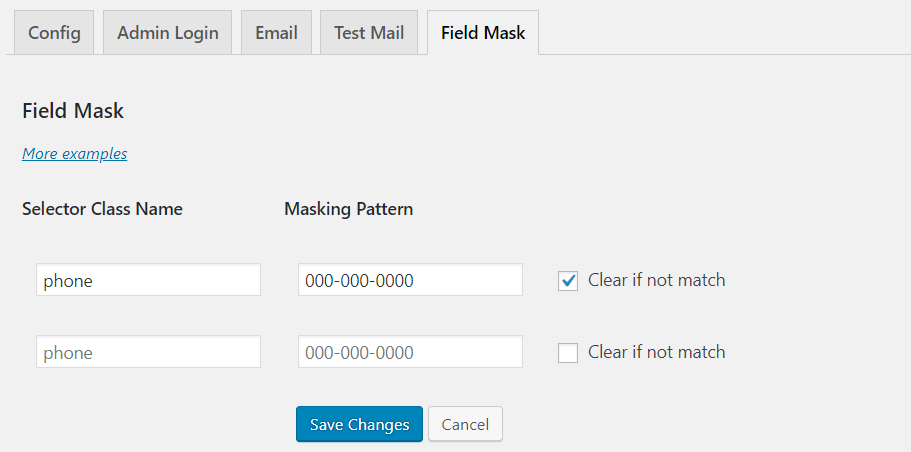 Config Admin Login Email Test Mail Field Mask
Field Mask
More examples
Selector Class Name Masking Pattern
phone 000-000-0000 Clear if not match
phone 000-000-0000 Clear if not match
Save Changes Cancel